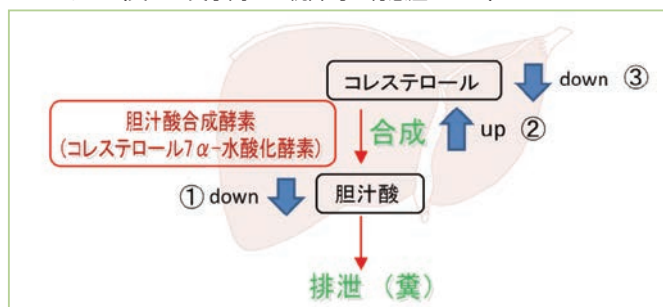 コレステロール
down ③
胆汁酸合成酵素
(コレステロール7α-水酸化酵素)
合成
up ②
① down
胆汁酸
排泄（糞）